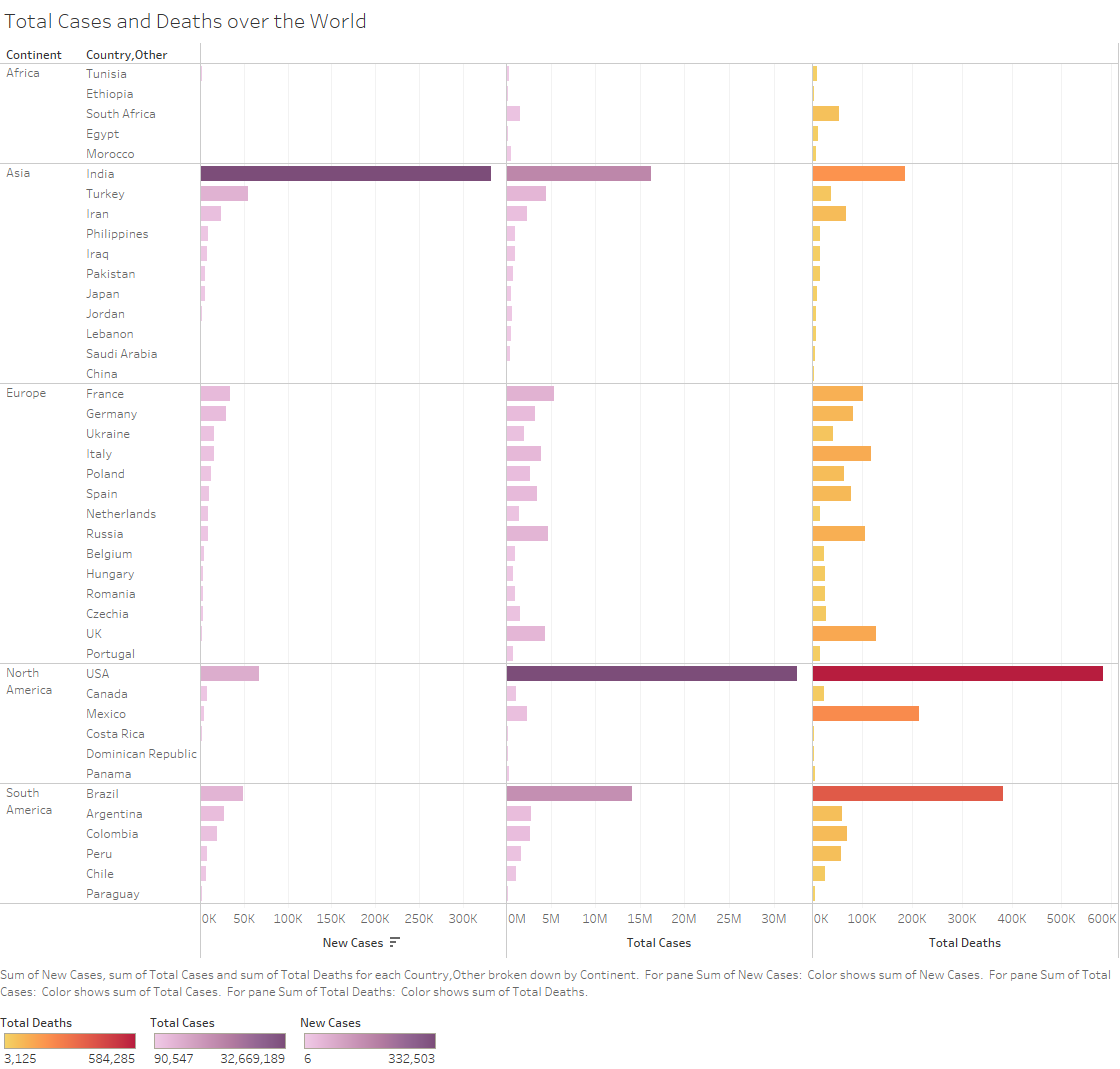 Total Cases and Deaths over the World
Continent Country,Other
Africa Tunisia
Ethiopia
South Africa
Egypt
Morocco
Asia India
Turkey
Iran
Philippines
Iraq
Pakistan
Japan
Jordan
Lebanon
Saudi Arabia
China
Europe France
Germany
Ukraine
Italy
Poland
Spain
Netherlands
Russia
Belgium
Hungary
Romania
Czechia
UK
Portugal
North USA
America Canada
Mexico
Costa Rica
Dominican Republic
Panama
South Brazil
America Argentina
Colombia
Peru
Chile
Paraguay
0K 50K 100K 150K 200K 250K 300K 0M 5M 10M 15M 20M 25M 30M 0K 100K 200K 300K 400K 500K 600K
New Cases Total Cases Total Deaths
Sum of New Cases, sum of Total Cases and sum of Total Deaths for each Country,Other broken down by Continent.  For pane Sum of New Cases:  Color shows sum of New Cases.  For pane Sum of Total
Cases:  Color shows sum of Total Cases.  For pane Sum of Total Deaths:  Color shows sum of Total Deaths.
Total Deaths Total Cases New Cases
3,125 584,285 90,547 32,669,189 6 332,503